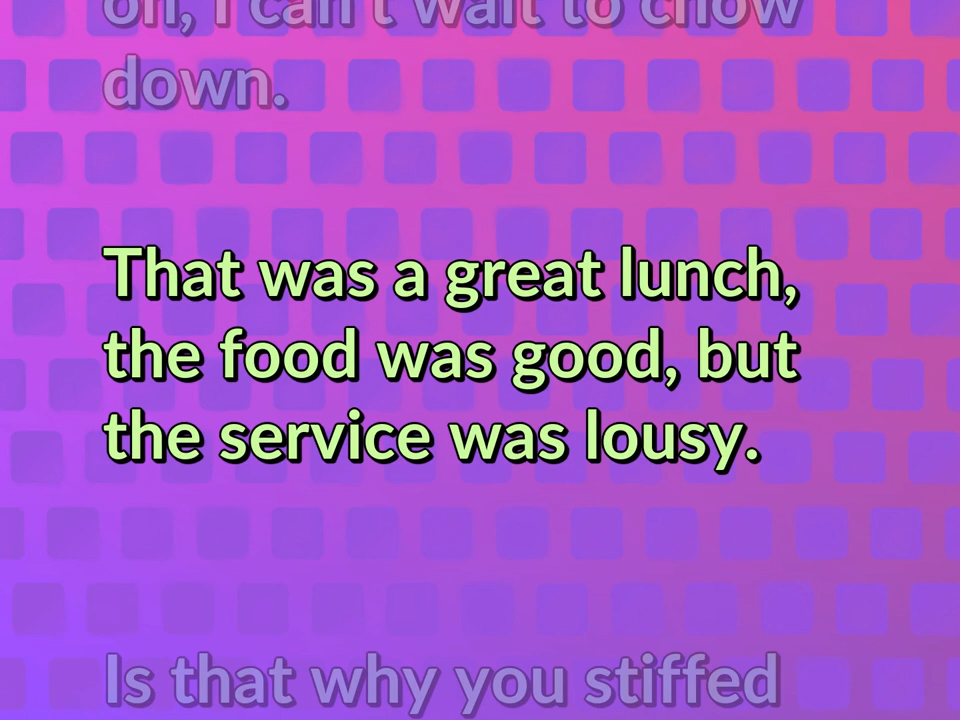 oh, I can't wait to chow
down.
That was a great lunch,
the food was good, but
the service was lousy.
Is that why you stiffed